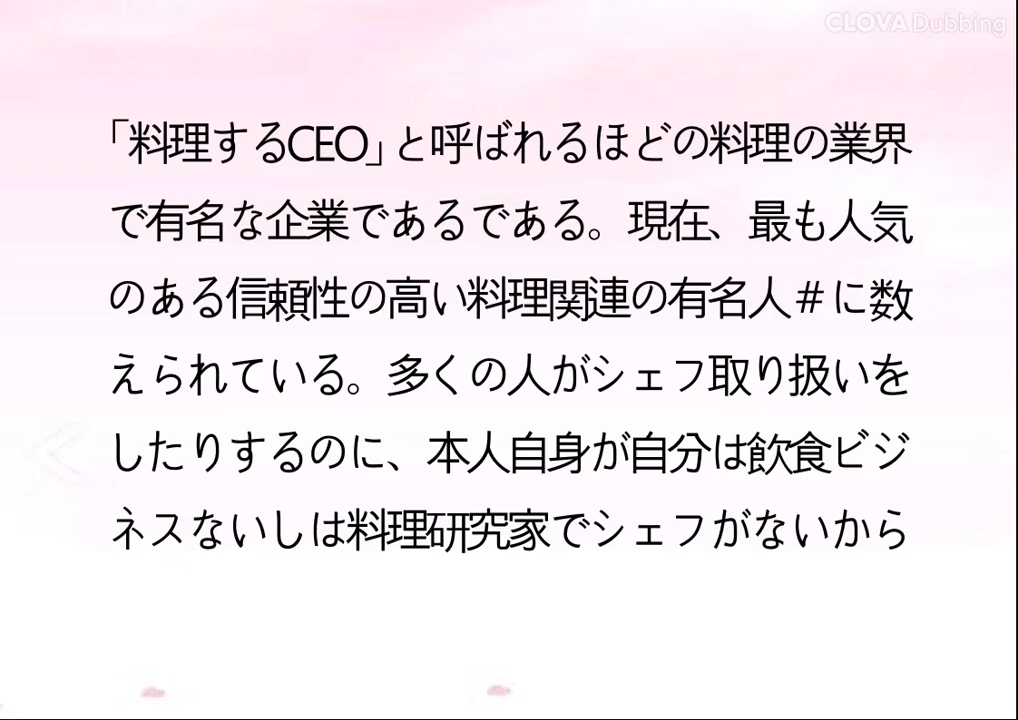 CLOVA Dubbing
「料理するCEO」と呼ばれるほどの料理の業界
で有名な企業であるである。現在、最も人気
のある信頼性の高い料理関連の有名人#に数
えられている。多くの人がシェフ取り扱いを
したりするのに、本人自身が自分は飲食ビジ
ネスないしは料理研究家でシェフがないから